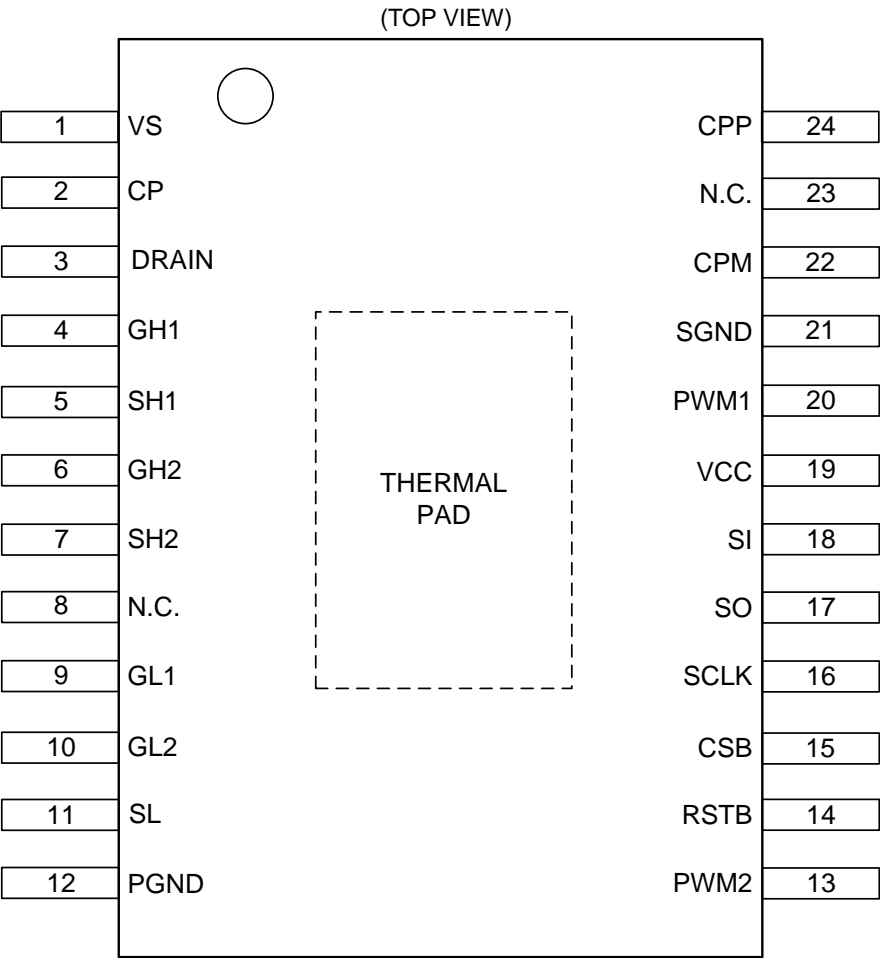 (TOP VIEW)
1 VS CPP 24
2 CP N.C. 23
3 DRAIN CPM 22
4 GH1 SGND 21
5 SH1 PWM1 20
6 GH2 VCC 19
THERMAL
PAD
7 SH2 SI 18
8 N.C. SO 17
9 GL1 SCLK 16
10 GL2 CSB 15
11 SL RSTB 14
12 PGND PWM2 13